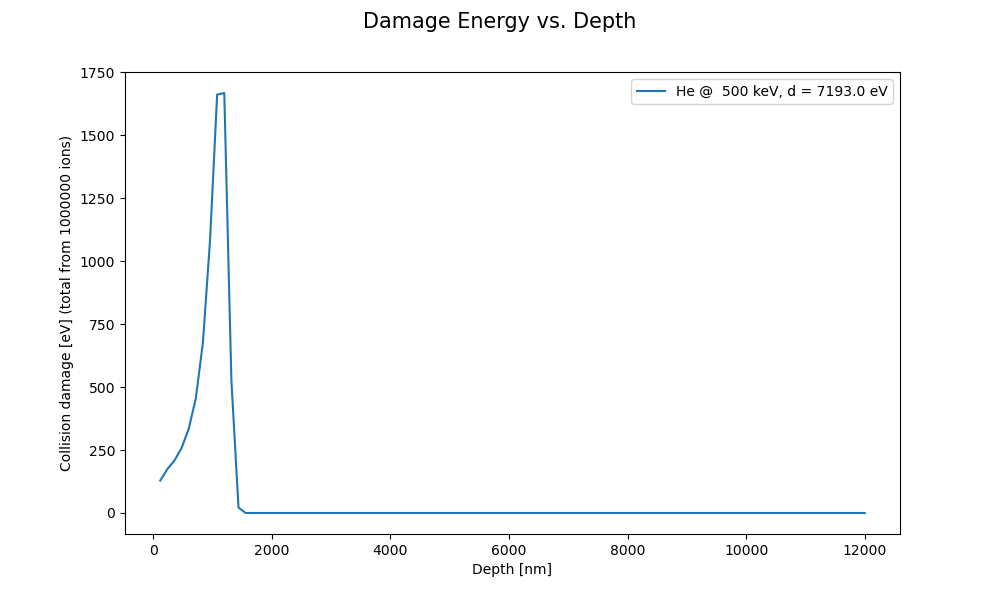 Damage Energy vs. Depth
He @  500 keV, d = 7193.0 eV
Collision damage [eV] (total from 1000000 ions)
1750
1500
1250
1000
750
500
250
0
0 2000 4000 6000 8000 10000 12000
Depth [nm]